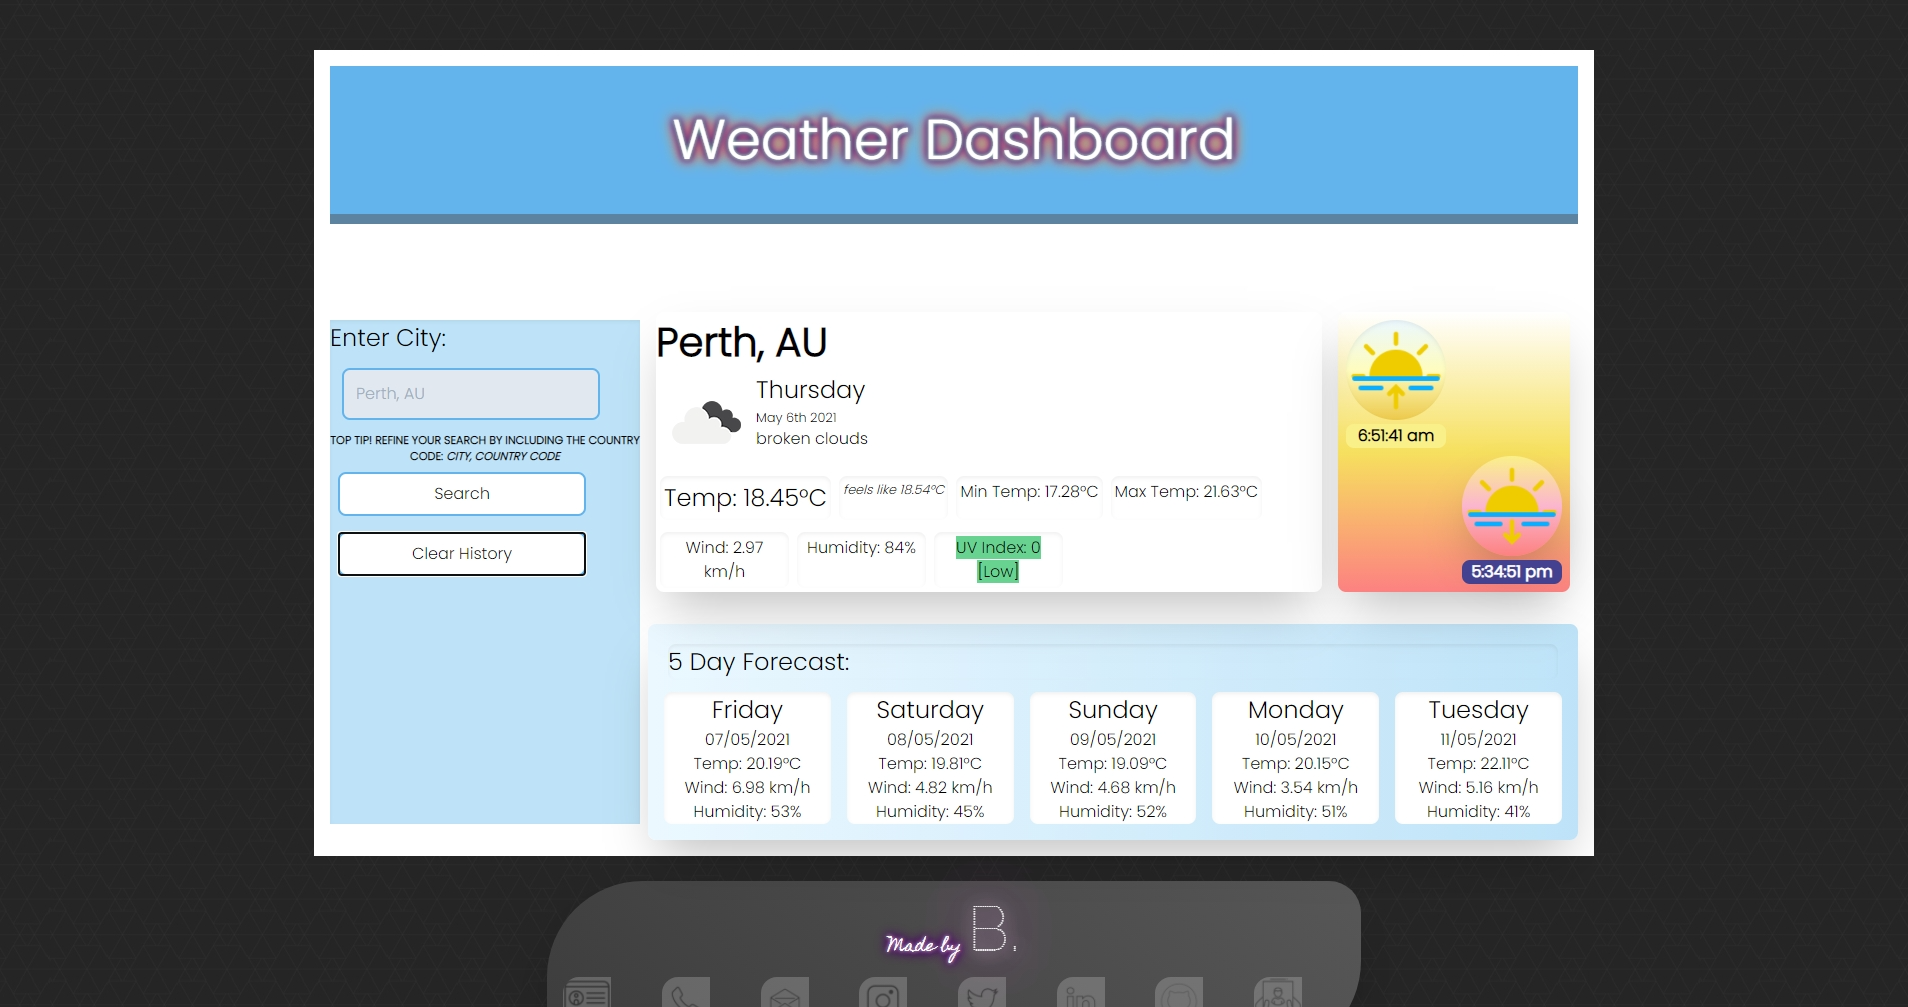 Weather Dashboard
Enter City:
Perth, AU
TOP TIP! REFINE YOUR SEARCH BY INCLUDING THE COUNTRY
CODE: CITY, COUNTRY CODE
Search
Clear History
Perth, AU
Thursday
May 6th 2021
broken clouds
Temp: 18.45°C
feels like 18.54°C
Min Temp: 17.28°C
Max Temp: 21.63°C
Wind: 2.97
km/h
Humidity: 84%
UV Index: 0
[Low]
6:51:41 am
5:34:51 pm
5 Day Forecast:
Friday
07/05/2021
Temp: 20.19°C
Wind: 6.98 km/h
Humidity: 53%
Saturday
08/05/2021
Temp: 19.81°C
Wind: 4.82 km/h
Humidity: 45%
Sunday
09/05/2021
Temp: 19.09°C
Wind: 4.68 km/h
Humidity: 52%
Monday
10/05/2021
Temp: 20.15°C
Wind: 3.54 km/h
Humidity: 51%
Tuesday
11/05/2021
Temp: 22.11°C
Wind: 5.16 km/h
Humidity: 41%
Made by B.
in